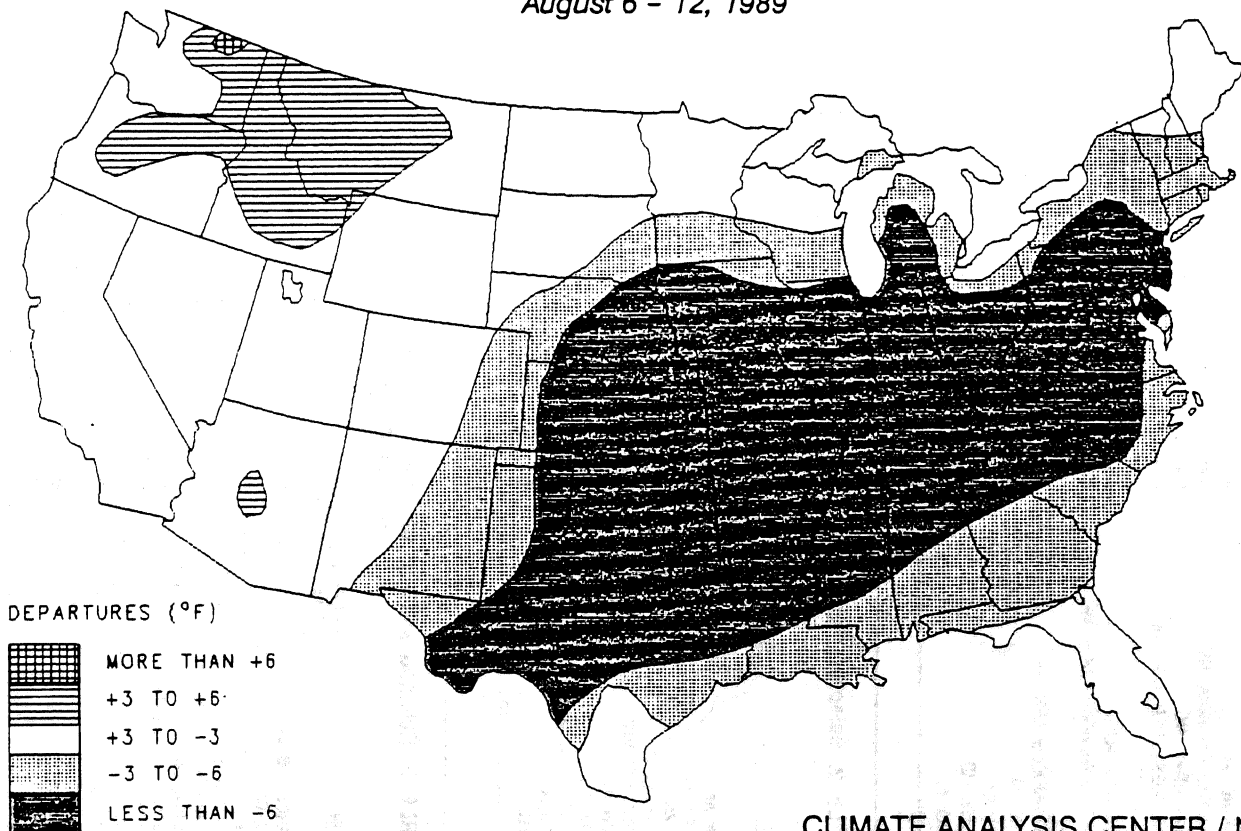 August 6 – 12, 1989
DEPARTURES (°F)
MORE THAN +6
+3 TO +6
+3 TO -3
-3 TO -6
LESS THAN -6
CLIMATE ANALYSIS CENTER /